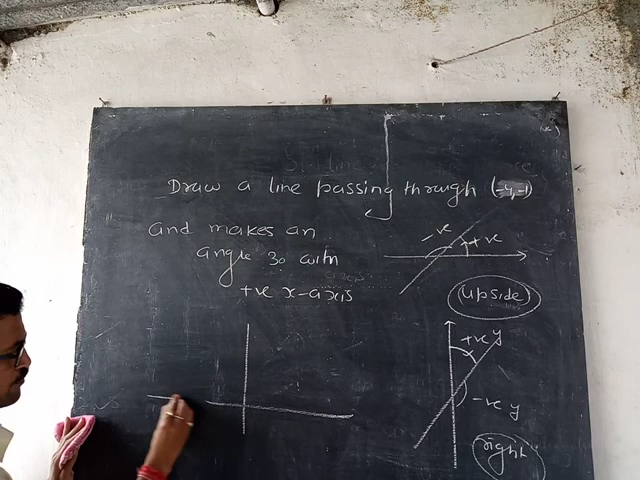 Draw a line passing through (-4,-1)
and makes an
angle 30 with
+ve x-axis
-ve +ve
(upside)
+ve y
-ve y
right